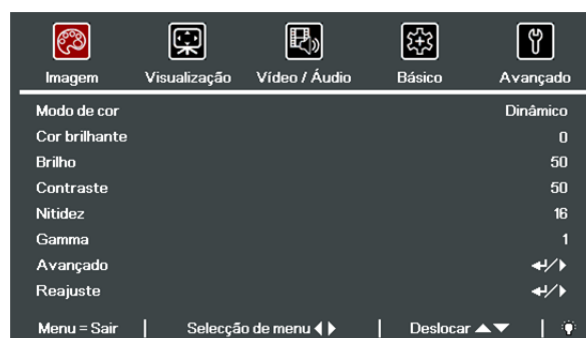 Imagem Visualização Vídeo / Áudio Básico Avançado
Modo de cor Dinâmico
Cor brilhante 0
Brilho 50
Contraste 50
Nitidez 16
Gamma 1
Avançado
Reajuste
Menu = Sair Selecção de menu Deslocar